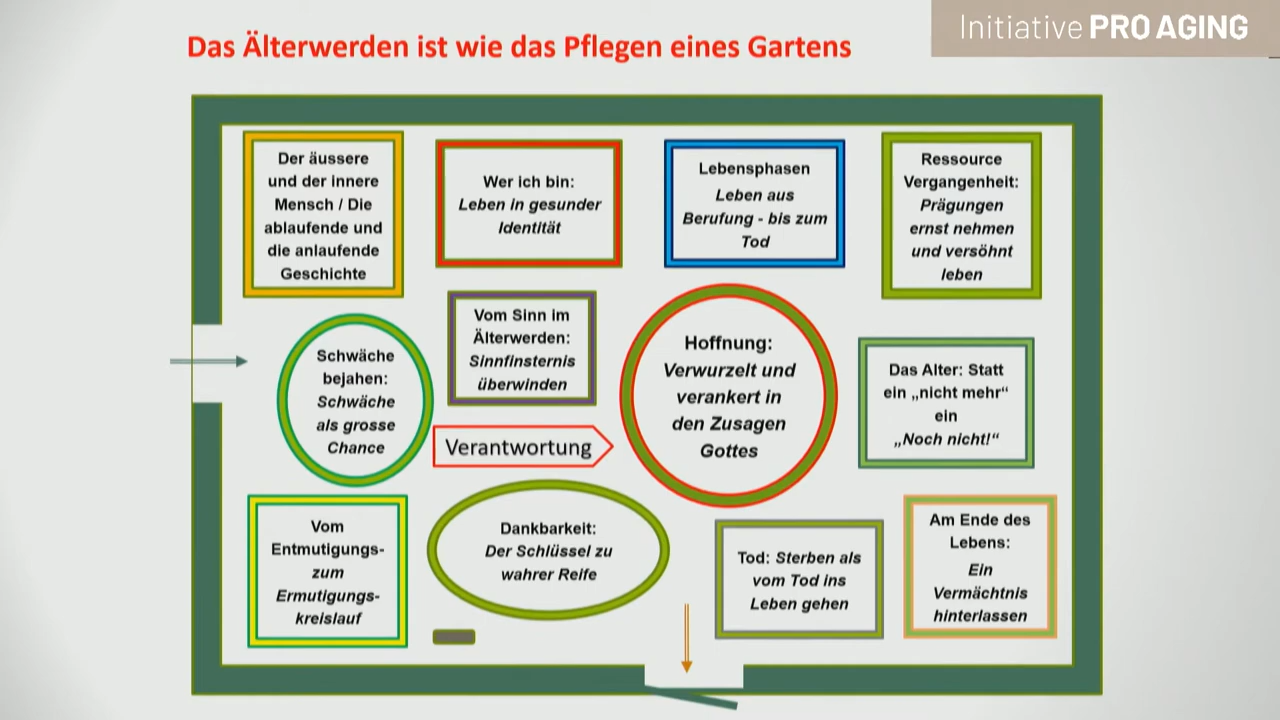 Initiative PRO AGING
Das Älterwerden ist wie das Pflegen eines Gartens
Der äussere
und der innere
Mensch / Die
ablaufende und
die anlaufende
Geschichte
Wer ich bin:
Leben in gesunder
Identität
Lebensphasen
Leben aus
Berufung - bis zum
Tod
Ressource
Vergangenheit:
Prägungen
ernst nehmen
und versöhnt
leben
Schwäche
bejahen:
Schwäche
als grosse
Chance
Vom Sinn im
Älterwerden:
Sinnfinsternis
überwinden
Verantwortung
Hoffnung:
Verwurzelt und
verankert in
den Zusagen
Gottes
Das Alter: Statt
ein „nicht mehr“
ein
„Noch nicht!“
Vom
Entmutigungs-
zum
Ermutigungs-
kreislauf
Dankbarkeit:
Der Schlüssel zu
wahrer Reife
Tod: Sterben als
vom Tod ins
Leben gehen
Am Ende des
Lebens:
Ein
Vermächtnis
hinterlassen